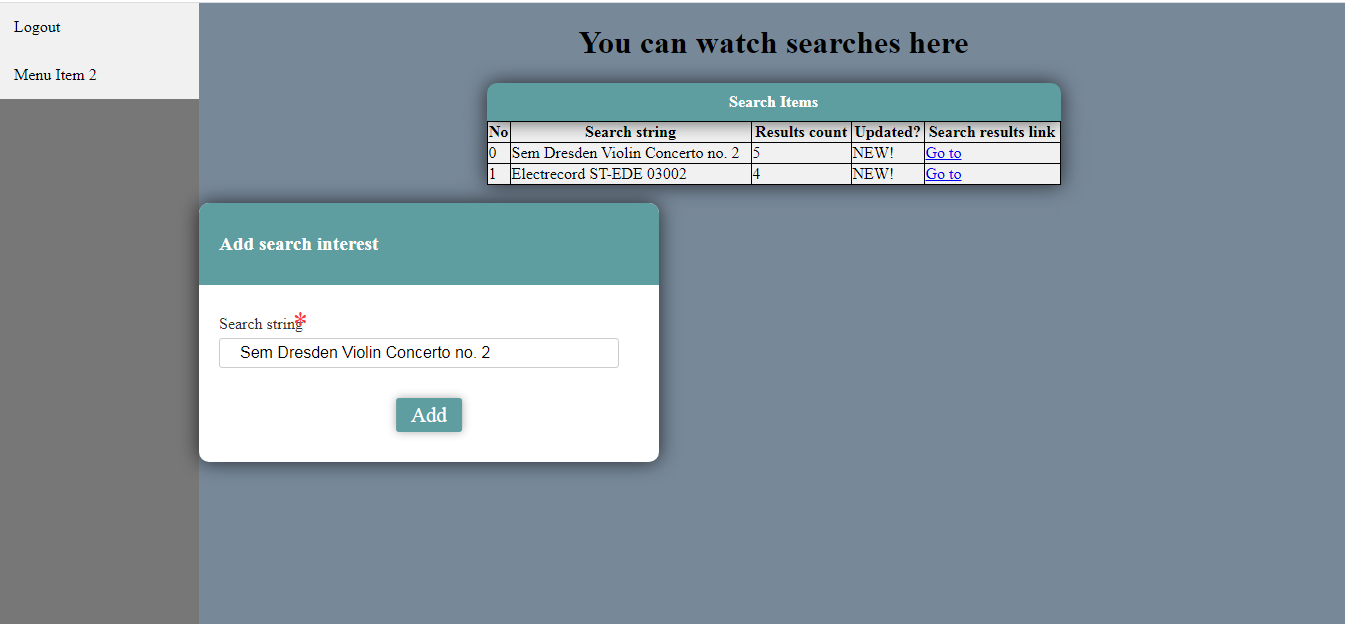 Logout
Menu Item 2
You can watch searches here
Search Items
No Search string Results count Updated? Search results link
0 Sem Dresden Violin Concerto no. 2 5 NEW! Go to
1 Electrecord ST-EDE 03002 4 NEW! Go to
Add search interest
Search string*
Sem Dresden Violin Concerto no. 2
Add